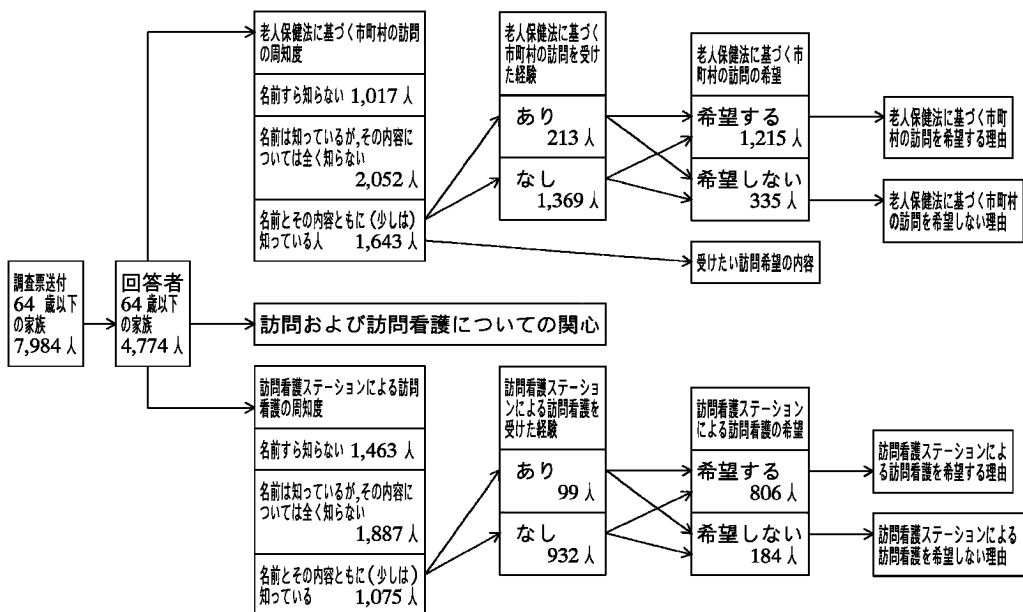 調査票送付
64 歳以下
の家族
7,984 人
回答者
64 歳以下
の家族
4,774 人
老人保健法に基づく市町村の訪問
の周知度
名前すら知らない 1,017 人
名前は知っているが,その内容
については全く知らない
2,052 人
名前とその内容ともに(少しは)
知っている人 1,643 人
老人保健法に基づく
市町村の訪問を受け
た経験
あり
213 人
なし
1,369 人
老人保健法に基づく市
町村の訪問の希望
希望する
1,215 人
希望しない
335 人
老人保健法に基づく市町
村の訪問を希望する理由
老人保健法に基づく市町村
の訪問を希望しない理由
受けたい訪問希望の内容
訪問および訪問看護についての関心
訪問看護ステーションによる訪問
看護の周知度
名前すら知らない 1,463 人
名前は知っているが,その内容
については全く知らない
1,887 人
名前とその内容ともに(少しは)
知っている 1,075 人
訪問看護ステーショ
ンによる訪問看護を
受けた経験
あり
99 人
なし
932 人
訪問看護ステーション
による訪問看護の希望
希望する
806 人
希望しない
184 人
訪問看護ステーションによ
る訪問看護を希望する理由
訪問看護ステーションによる
訪問看護を希望しない理由